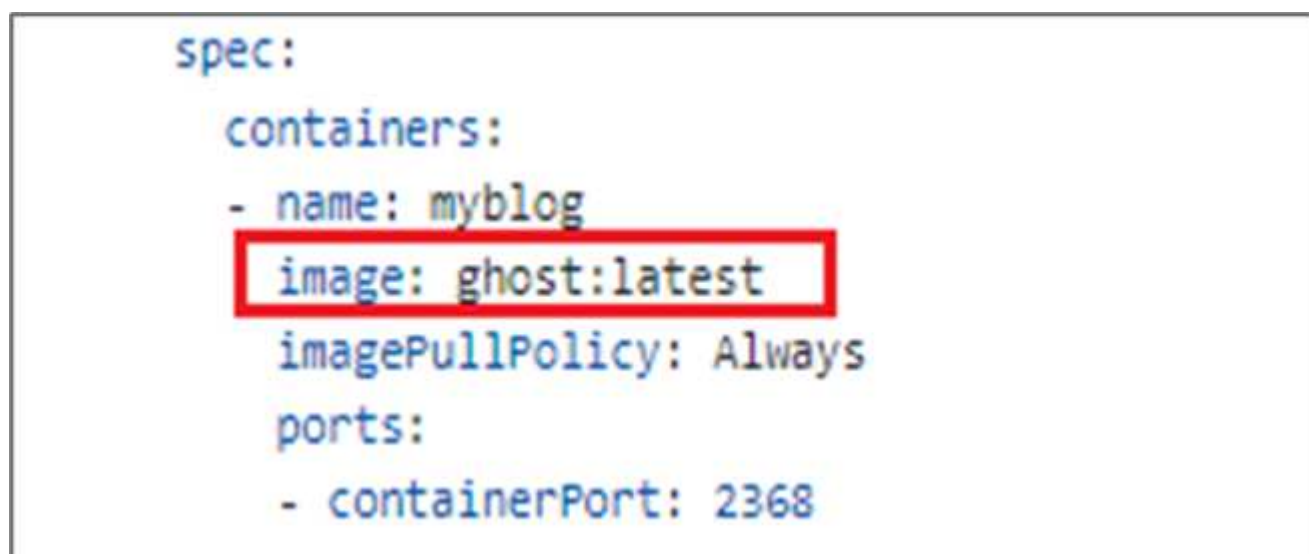 spec:
containers:
- name: myblog
image: ghost:latest
imagePullPolicy: Always
ports:
- containerPort: 2368